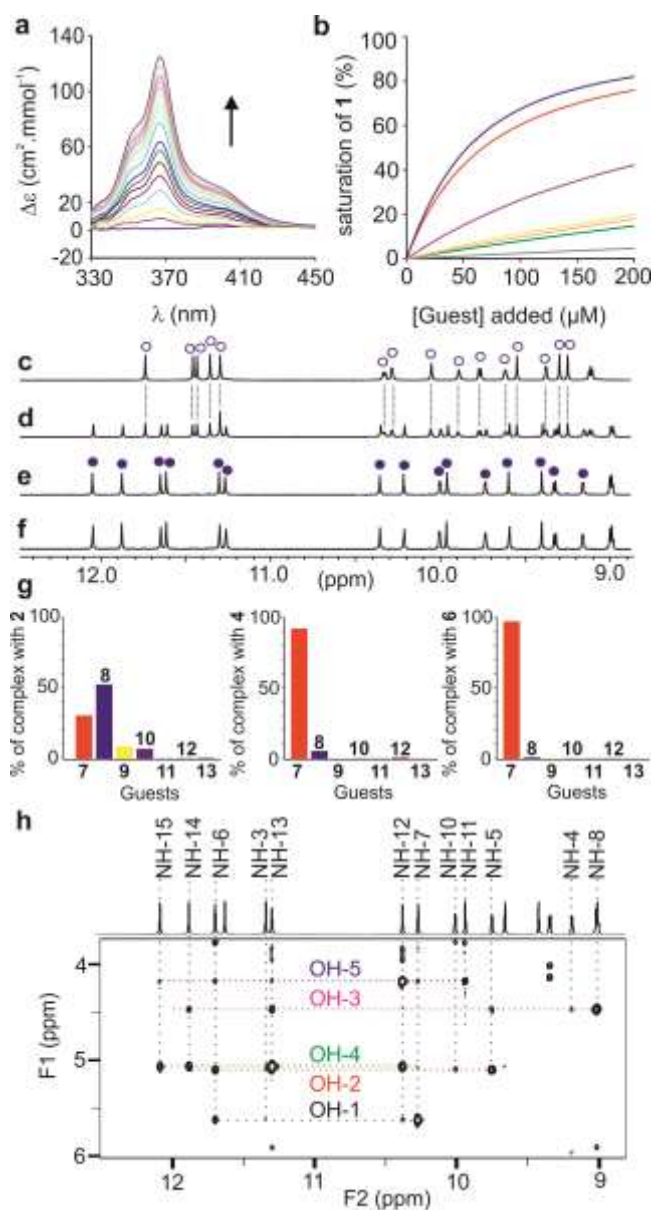 a
b
140
100
60
20
0
-20
Δε (cm².mmol⁻¹)
330 370 410 450
λ (nm)
100
80
60
40
20
0
saturation of 1 (%)
0 50 100 150 200
[Guest] added (µM)
c
d
e
f
12.0 11.0 10.0 9.0
(ppm)
g
% of complex with 2
100
50
0
8
10
12
7 9 11 13
Guests
% of complex with 4
100
50
0
8 10 12
7 9 11 13
Guests
% of complex with 6
100
50
0
8 10 12
7 9 11 13
Guests
h
NH-15
NH-14
NH-6
NH-3
NH-13
NH-12
NH-7
NH-10
NH-11
NH-5
NH-4
NH-8
F1 (ppm)
4
5
6
OH-5
OH-3
OH-4
OH-2
OH-1
12 11 10 9
F2 (ppm)